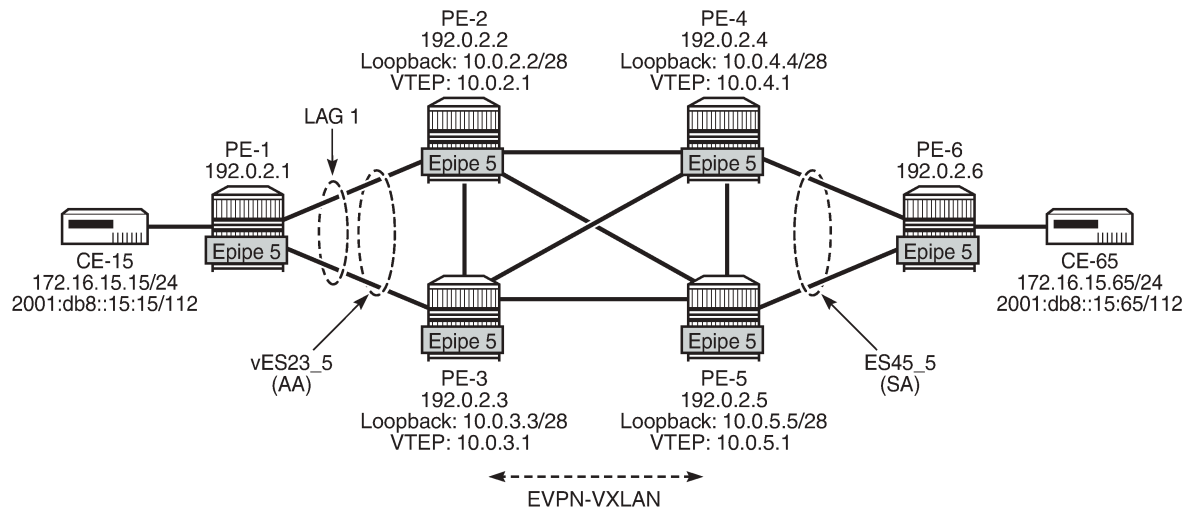 PE-2
192.0.2.2
Loopback: 10.0.2.2/28
VTEP: 10.0.2.1
PE-4
192.0.2.4
Loopback: 10.0.4.4/28
VTEP: 10.0.4.1
LAG 1
PE-1
192.0.2.1
Epipe 5
Epipe 5
PE-6
192.0.2.6
Epipe 5
Epipe 5
CE-15
172.16.15.15/24
2001:db8::15:15/112
CE-65
172.16.15.65/24
2001:db8::15:65/112
Epipe 5
Epipe 5
vES23_5
(AA)
PE-3
192.0.2.3
Loopback: 10.0.3.3/28
VTEP: 10.0.3.1
PE-5
192.0.2.5
Loopback: 10.0.5.5/28
VTEP: 10.0.5.1
ES45_5
(SA)
EVPN-VXLAN